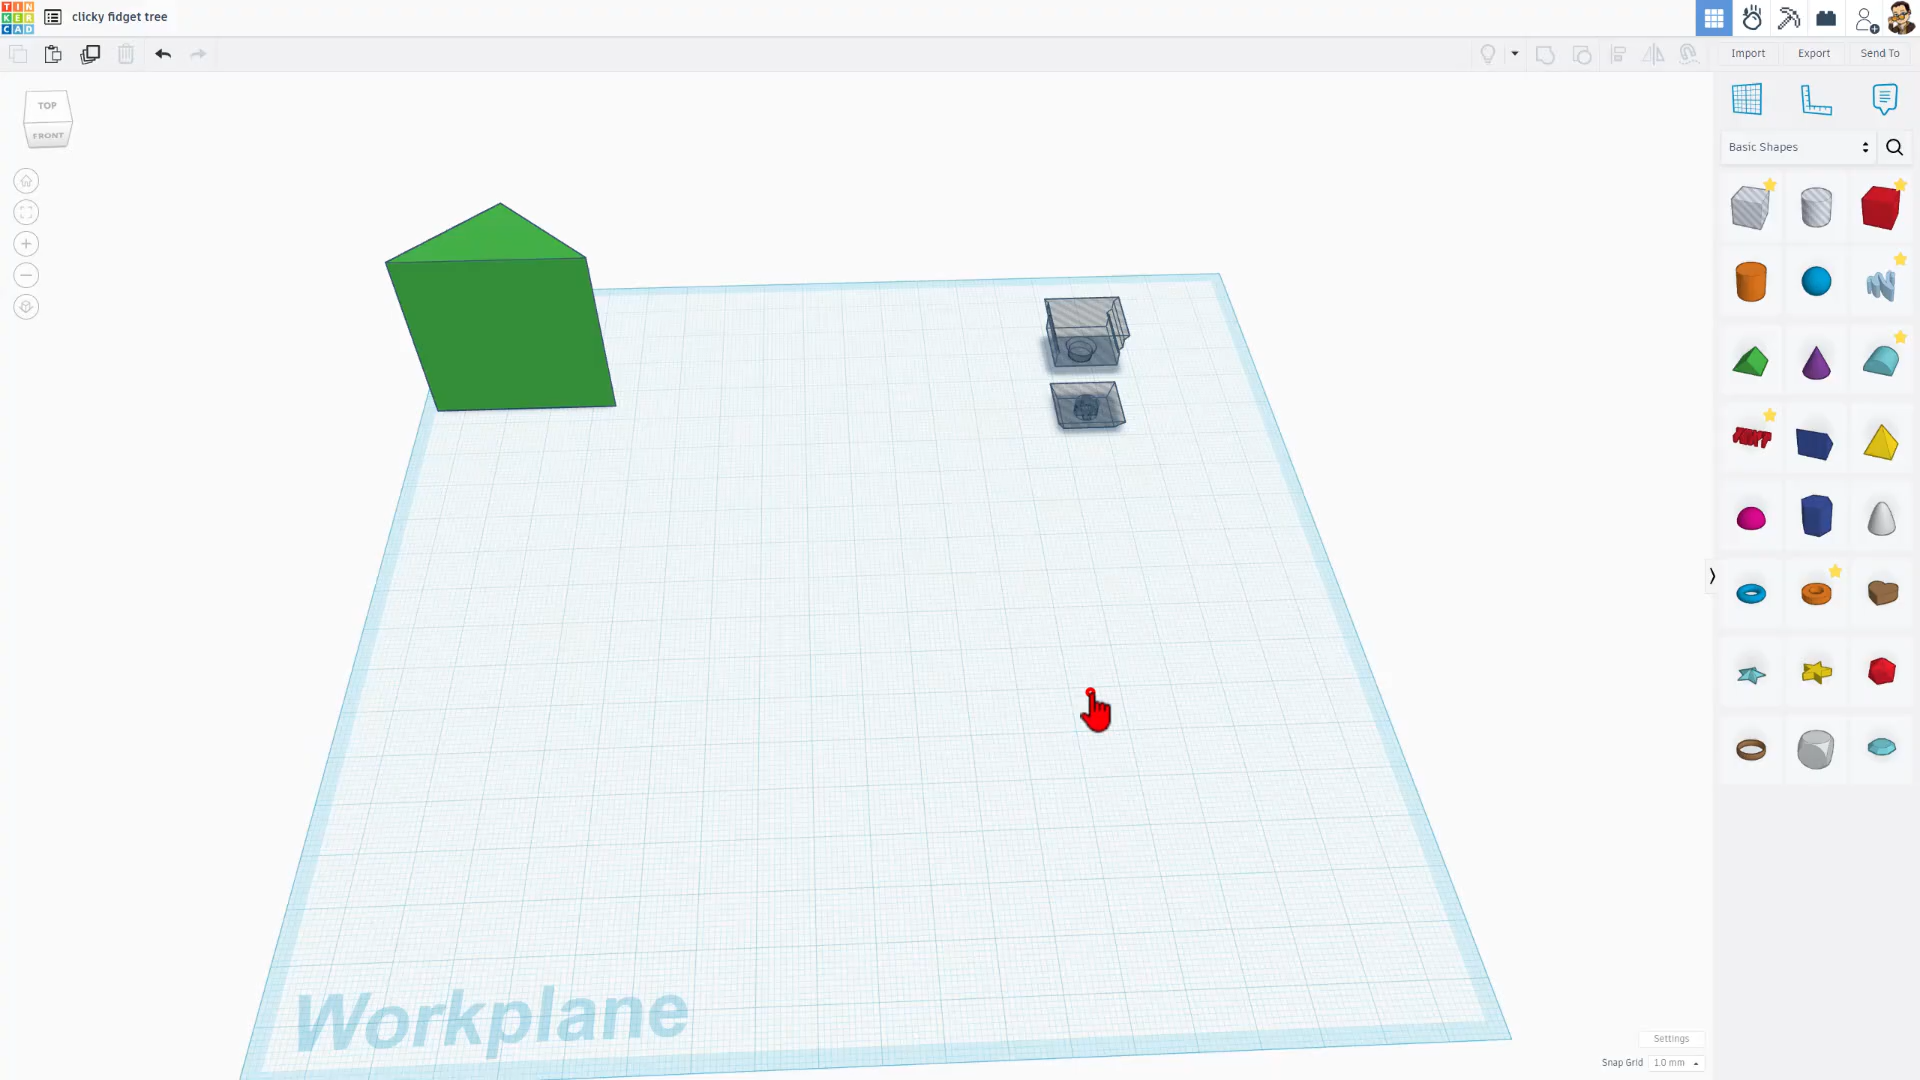 TIN
KER
CAD
clicky fidget tree
Import
Export
Send To
TOP
FRONT
Basic Shapes
TEXT
Workplane
Settings
Snap Grid 1.0 mm